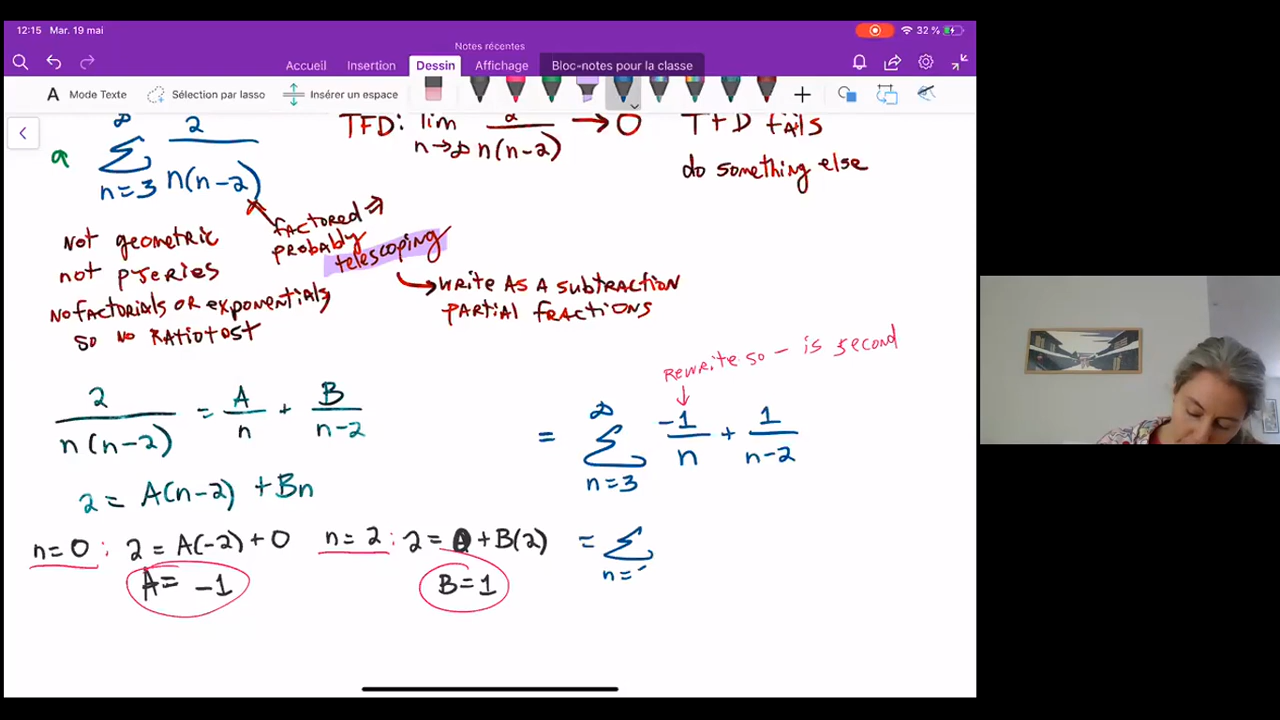 12:15 Mar. 19 mai
32 %
Notes récentes
Accueil Insertion Dessin Affichage Bloc-notes pour la classe
A Mode Texte Sélection par lasso Insérer un espace
a ∞ Σ n=3 2 / n(n-2)
TFD: lim n→∞ 2 / n(n-2) → 0 TfD fails
do something else
not geometric
not pseries
no factorials or exponentials
so no Ratio test
factored ⇒
probably
telescoping
write as a subtraction
partial fractions
Rewrite so - is second
2 / n(n-2) = A / n + B / n-2
= ∞ Σ n=3 -1 / n + 1 / n-2
2 = A(n-2) + Bn
n=0: 2 = A(-2) + 0 n=2: 2 = 0 + B(2) = Σ n=
A = -1 B = 1